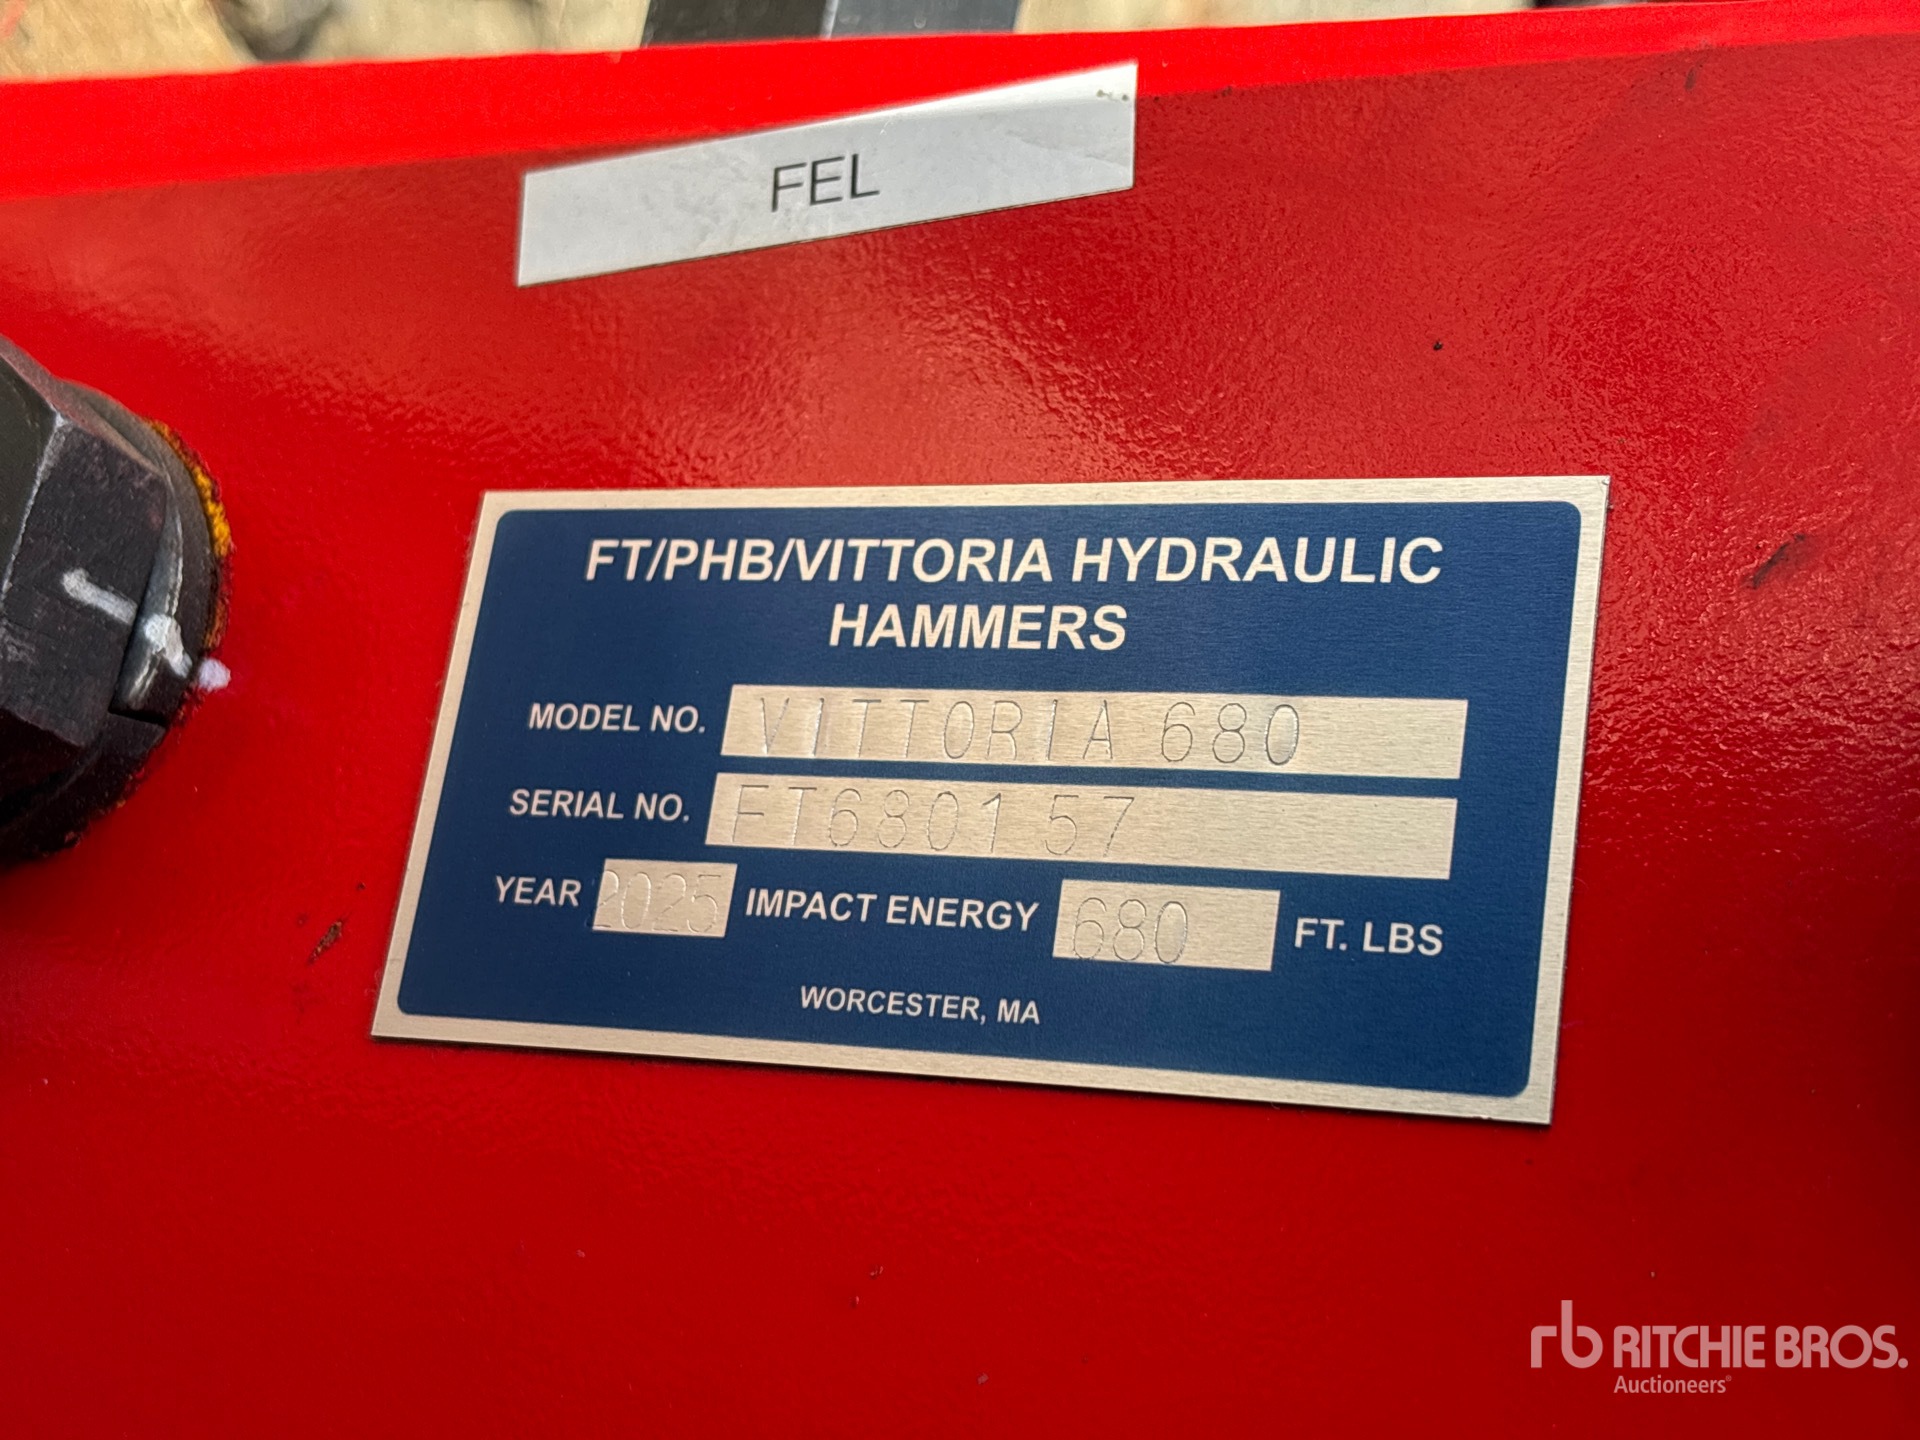 FEL
FT/PHB/VITTORIA HYDRAULIC
HAMMERS
MODEL NO. VITTORIA 680
SERIAL NO. FT680157
YEAR 2025 IMPACT ENERGY 680 FT. LBS
WORCESTER, MA
rb RITCHIE BROS.
Auctioneers®